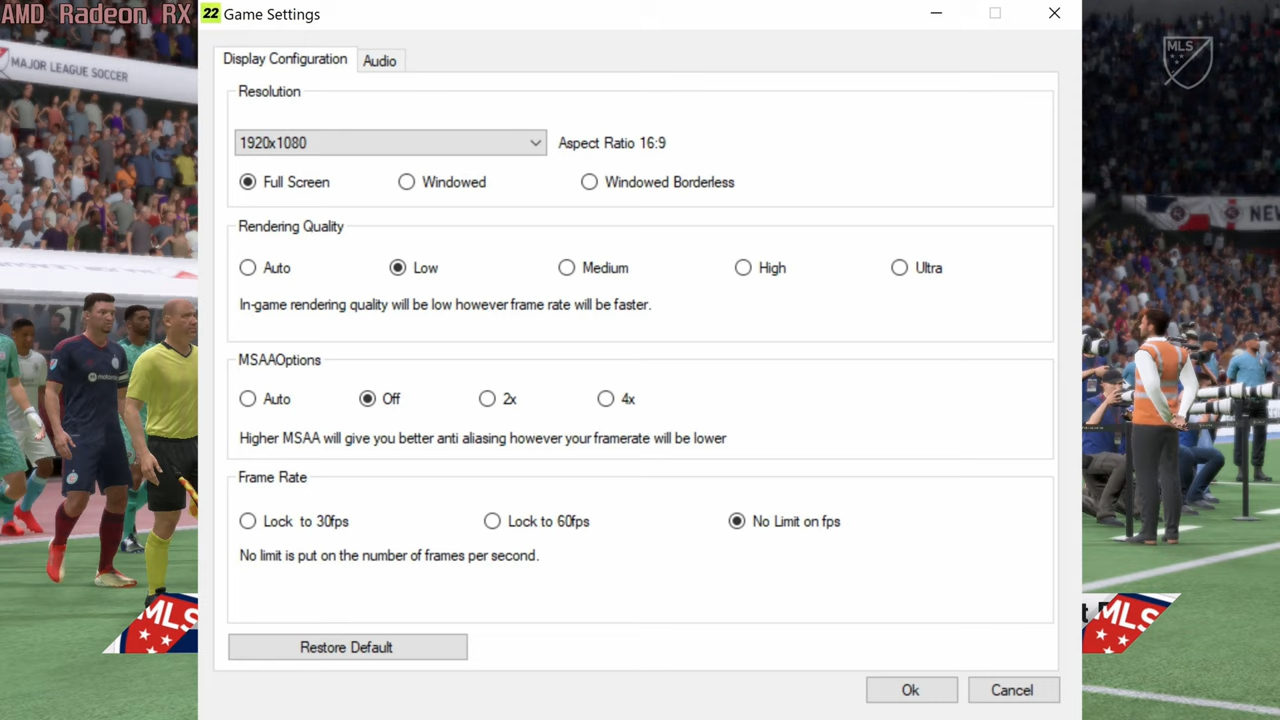 AMD Radeon RX
22 Game Settings
Display Configuration
Audio
Resolution
1920x1080
Aspect Ratio 16:9
Full Screen
Windowed
Windowed Borderless
Rendering Quality
Auto
Low
Medium
High
Ultra
In-game rendering quality will be low however frame rate will be faster.
MSAAOptions
Auto
Off
2x
4x
Higher MSAA will give you better anti aliasing however your framerate will be lower
Frame Rate
Lock to 30fps
Lock to 60fps
No Limit on fps
No limit is put on the number of frames per second.
Restore Default
Ok
Cancel
MAJOR LEAGUE SOCCER
MLS
NEW
MLS
MLS